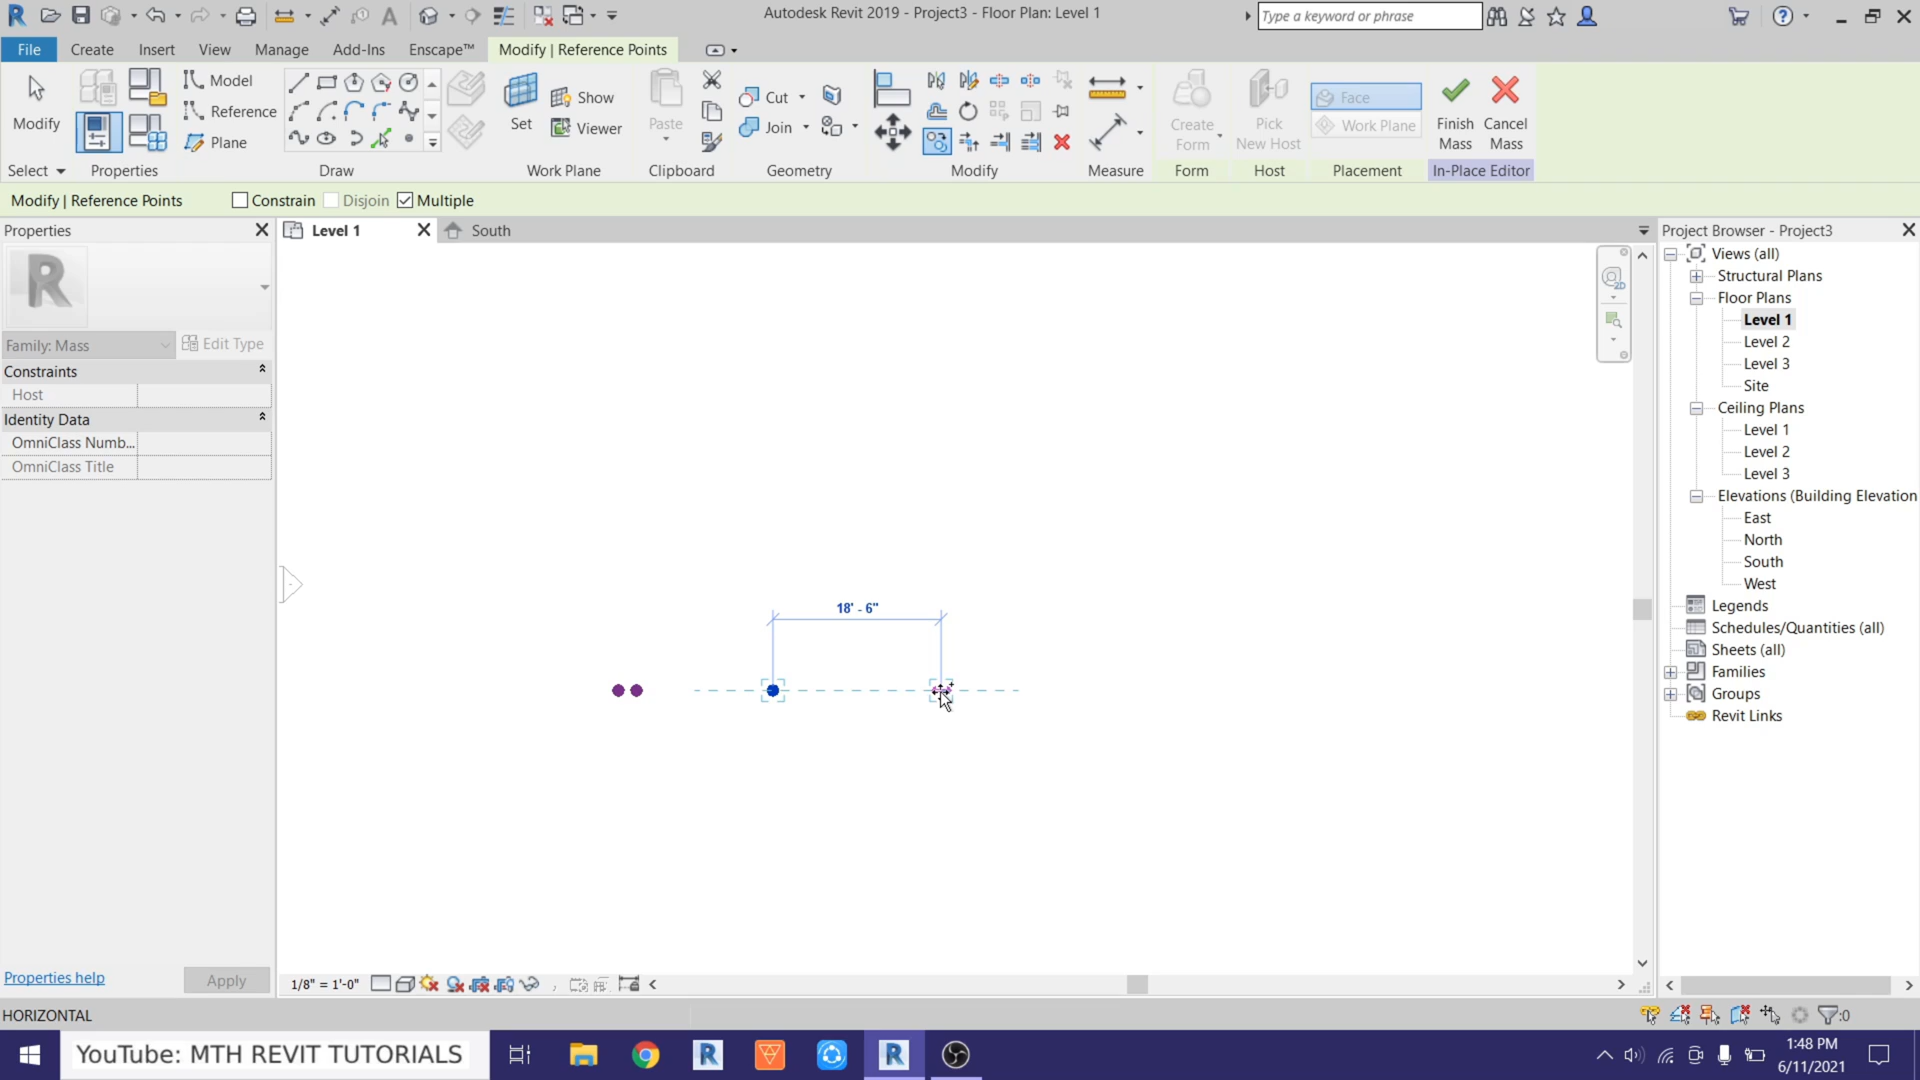 Autodesk Revit 2019 - Project3 - Floor Plan: Level 1
Type a keyword or phrase
File Create Insert View Manage Add-Ins Enscape™ Modify | Reference Points
Modify
Model
Reference
Plane
Set
Show
Viewer
Paste
Cut
Join
Create Form
Pick New Host
Face
Work Plane
Finish Mass
Cancel Mass
Select Properties Draw Work Plane Clipboard Geometry Modify Measure Form Host Placement In-Place Editor
Modify | Reference Points Constrain Disjoin Multiple
Properties
R
Family: Mass Edit Type
Constraints
Host
Identity Data
OmniClass Numb...
OmniClass Title
Properties help Apply
Level 1 South
2D
18' - 6"
1/8" = 1'-0"
Project Browser - Project3
Views (all)
Structural Plans
Floor Plans
Level 1
Level 2
Level 3
Site
Ceiling Plans
Level 1
Level 2
Level 3
Elevations (Building Elevation
East
North
South
West
Legends
Schedules/Quantities (all)
Sheets (all)
Families
Groups
Revit Links
HORIZONTAL
:0
YouTube: MTH REVIT TUTORIALS
1:48 PM
6/11/2021